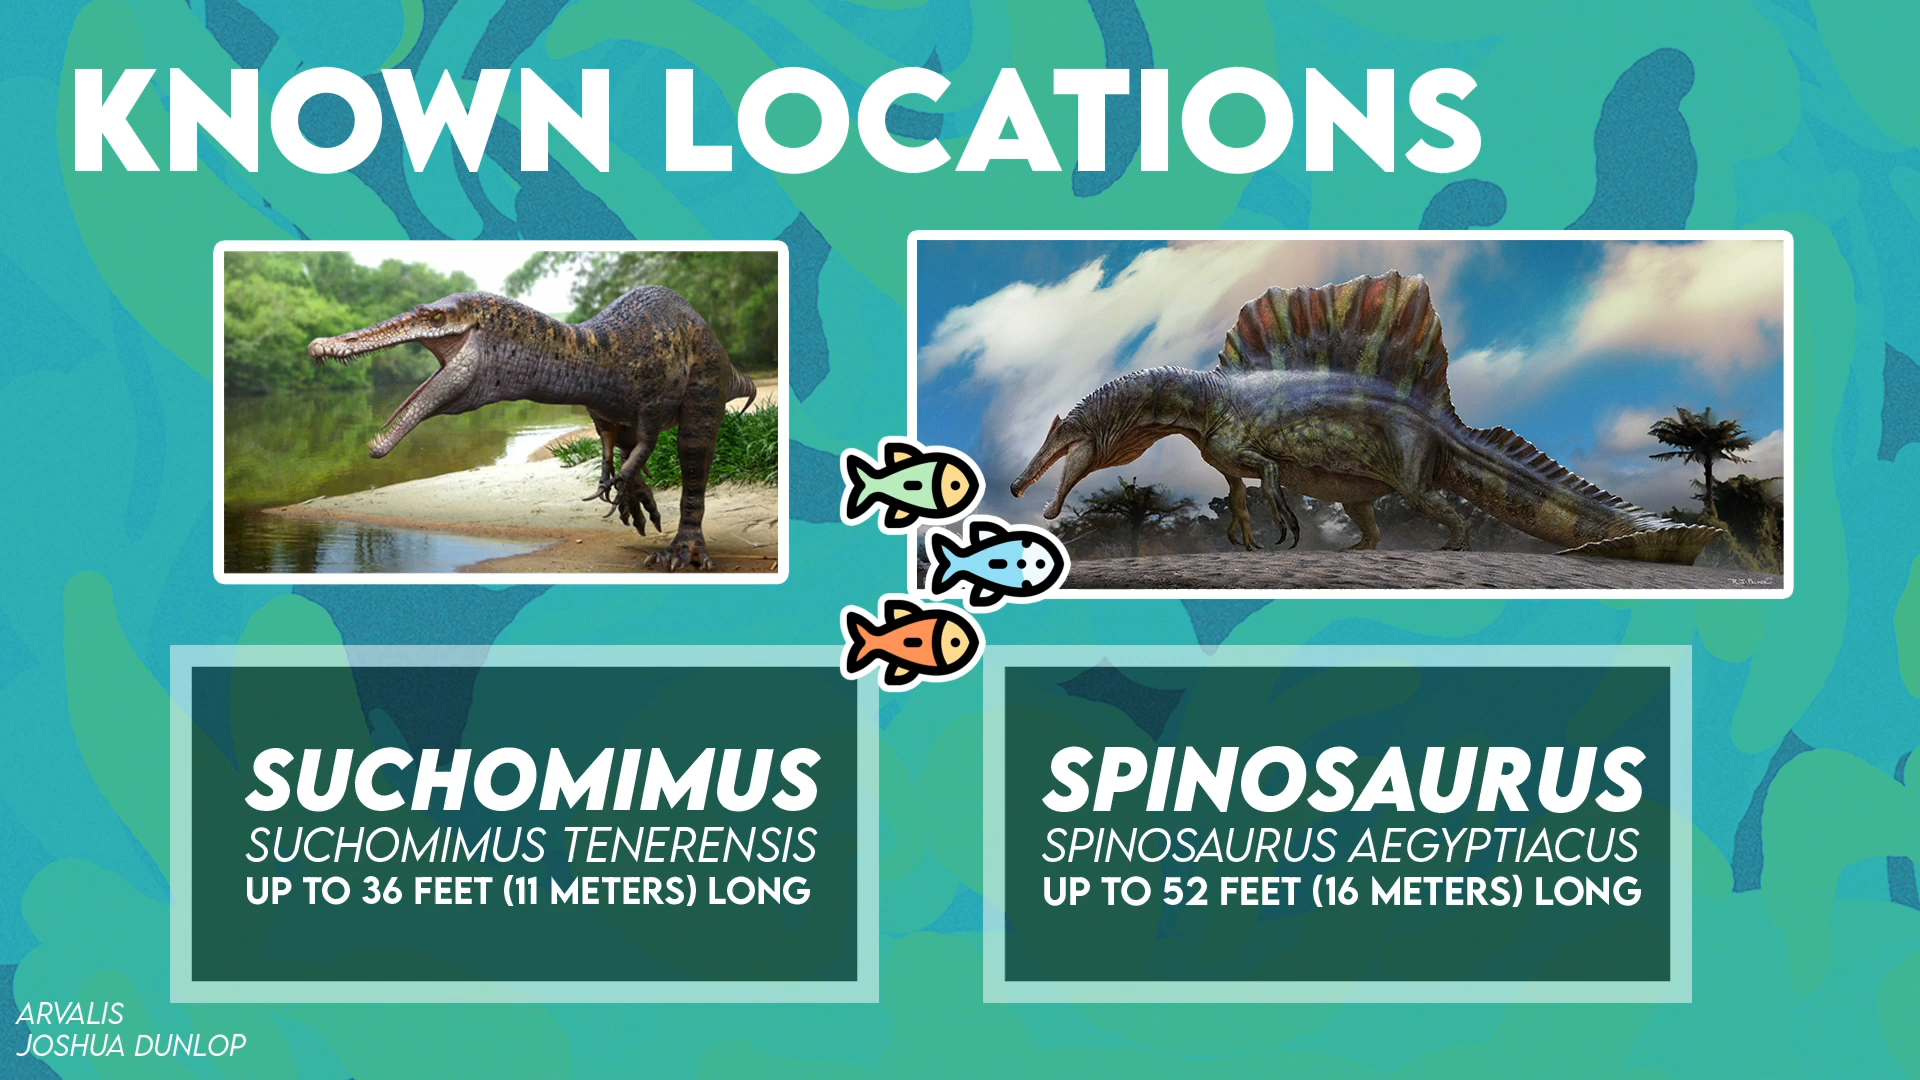 KNOWN LOCATIONS
R.J. PALMER
SUCHOMIMUS
SUCHOMIMUS TENERENSIS
UP TO 36 FEET (11 METERS) LONG
SPINOSAURUS
SPINOSAURUS AEGYPTIACUS
UP TO 52 FEET (16 METERS) LONG
ARVALIS
JOSHUA DUNLOP